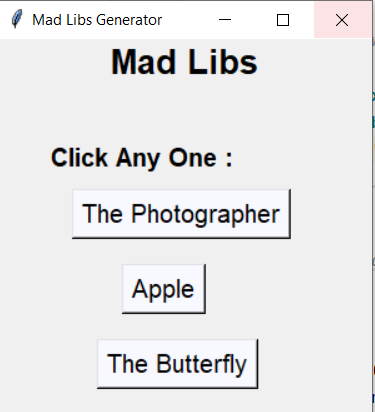 Mad Libs Generator
Mad Libs
Click Any One :
The Photographer
Apple
The Butterfly